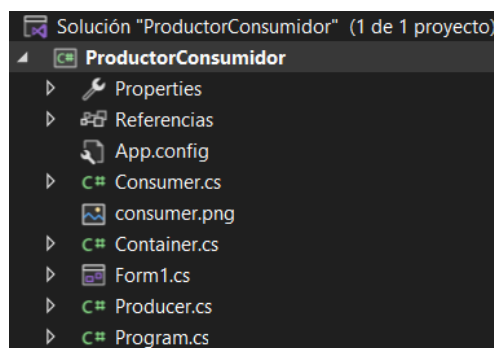 Solución "ProductorConsumidor" (1 de 1 proyecto)
C# ProductorConsumidor
Properties
Referencias
App.config
C# Consumer.cs
consumer.png
C# Container.cs
Form1.cs
C# Producer.cs
C# Program.cs